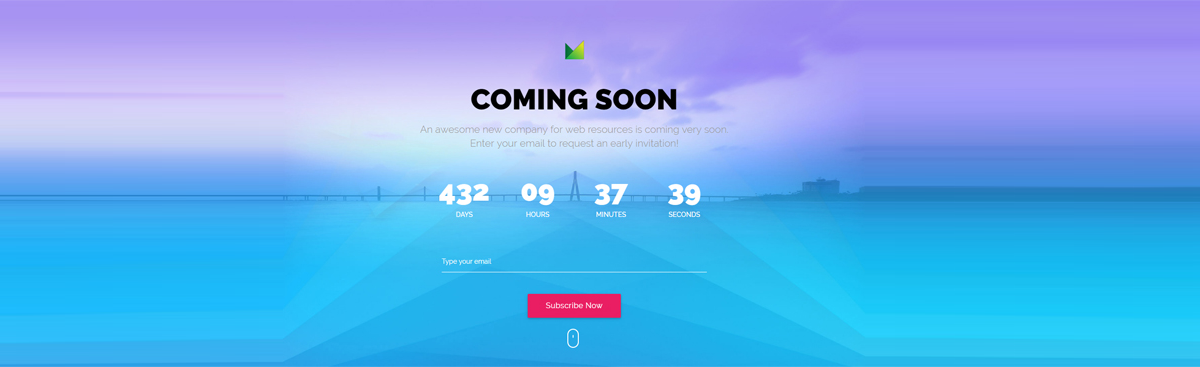 COMING SOON
An awesome new company for web resources is coming very soon.
Enter your email to request an early invitation!
432 09 37 39
DAYS HOURS MINUTES SECONDS
Type your email
Subscribe Now